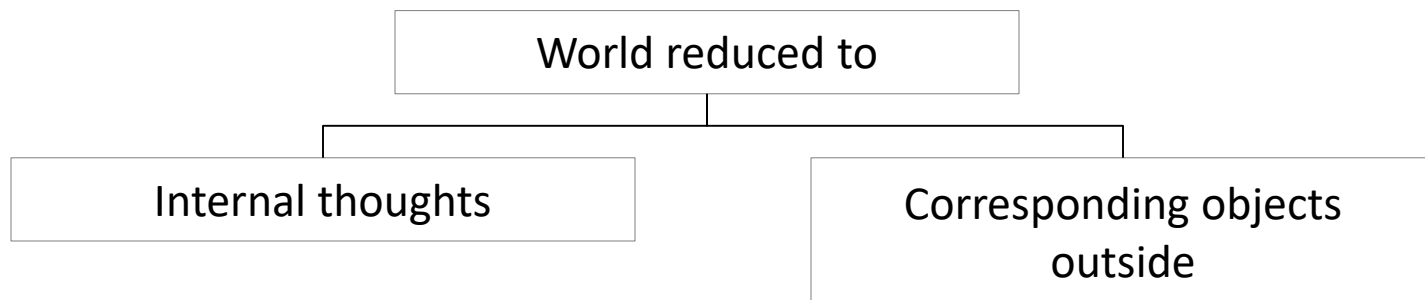 World reduced to
Internal thoughts
Corresponding objects
outside